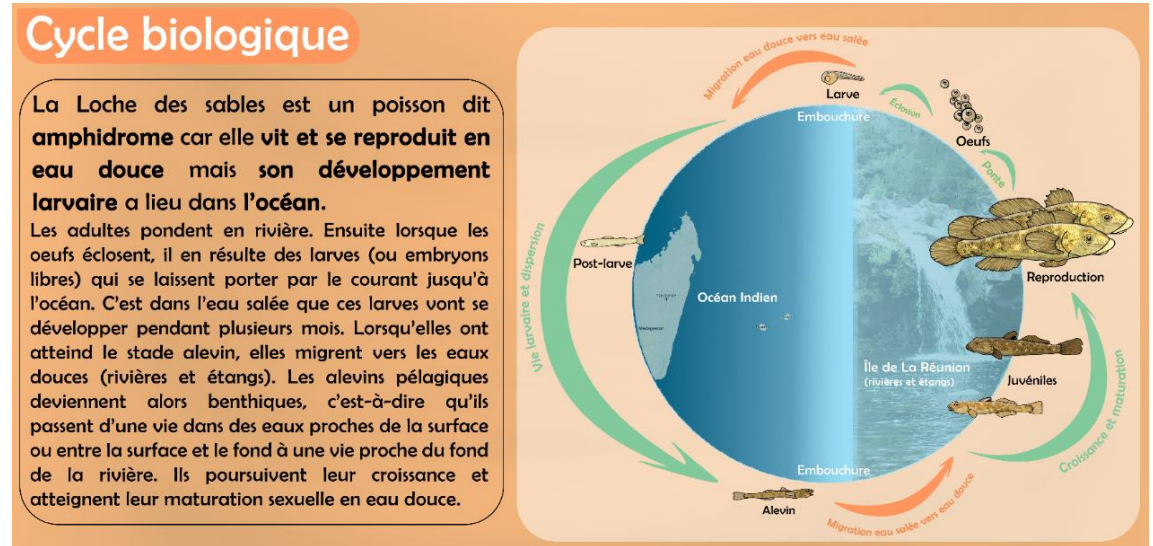 Cycle biologique
La Loche des sables est un poisson dit
amphidrome car elle vit et se reproduit en
eau douce mais son développement
larvaire a lieu dans l'océan.
Les adultes pondent en rivière. Ensuite lorsque les
oeufs éclosent, il en résulte des larves (ou embryons
libres) qui se laissent porter par le courant jusqu'à
l'océan. C'est dans l'eau salée que ces larves vont se
développer pendant plusieurs mois. Lorsqu'elles ont
atteind le stade alevin, elles migrent vers les eaux
douces (rivières et étangs). Les alevins pélagiques
deviennent alors benthiques, c'est-à-dire qu'ils
passent d'une vie dans des eaux proches de la surface
ou entre la surface et le fond à une vie proche du fond
de la rivière. Ils poursuivent leur croissance et
atteignent leur maturation sexuelle en eau douce.
Migration eau douce vers eau salée
Larve
Embouchure
Éclosion
Oeufs
Ponte
Reproduction
Vie larvaire et dispersion
Post-larve
Océan Indien
Madagascar
Île de La Réunion
(rivières et étangs)
Juvéniles
Croissance et maturation
Embouchure
Alevin
Migration eau salée vers eau douce